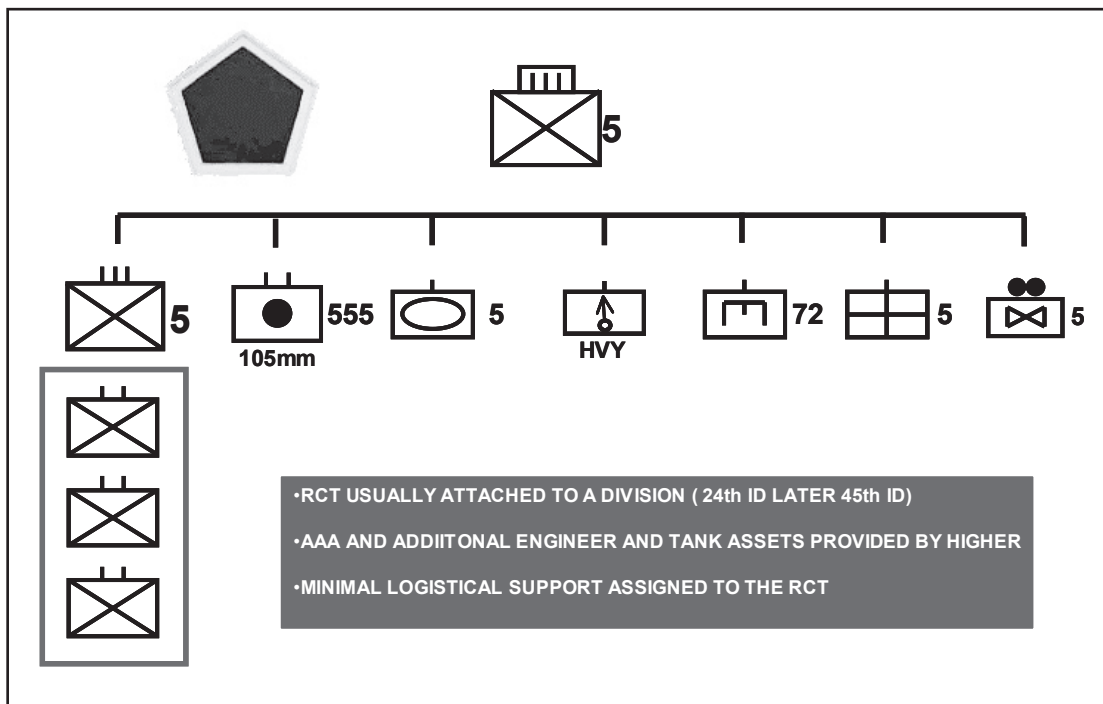 5
5
555
5
72
5
5
105mm
HVY
•RCT USUALLY ATTACHED TO A DIVISION ( 24th ID LATER 45th ID)
•AAA AND ADDIITONAL ENGINEER AND TANK ASSETS PROVIDED BY HIGHER
•MINIMAL LOGISTICAL SUPPORT ASSIGNED TO THE RCT